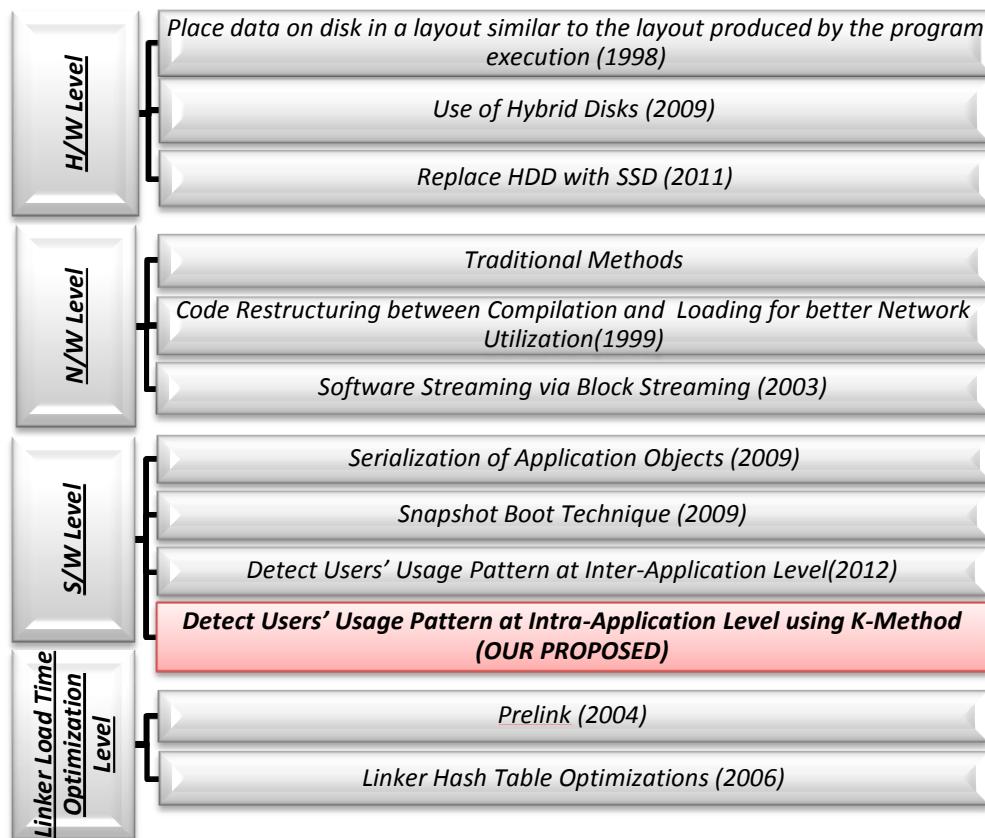 H/W Level
Place data on disk in a layout similar to the layout produced by the program
execution (1998)
Use of Hybrid Disks (2009)
Replace HDD with SSD (2011)
N/W Level
Traditional Methods
Code Restructuring between Compilation and Loading for better Network
Utilization(1999)
Software Streaming via Block Streaming (2003)
S/W Level
Serialization of Application Objects (2009)
Snapshot Boot Technique (2009)
Detect Users’ Usage Pattern at Inter-Application Level(2012)
Detect Users’ Usage Pattern at Intra-Application Level using K-Method
(OUR PROPOSED)
Linker Load Time
Optimization
Level
Prelink (2004)
Linker Hash Table Optimizations (2006)